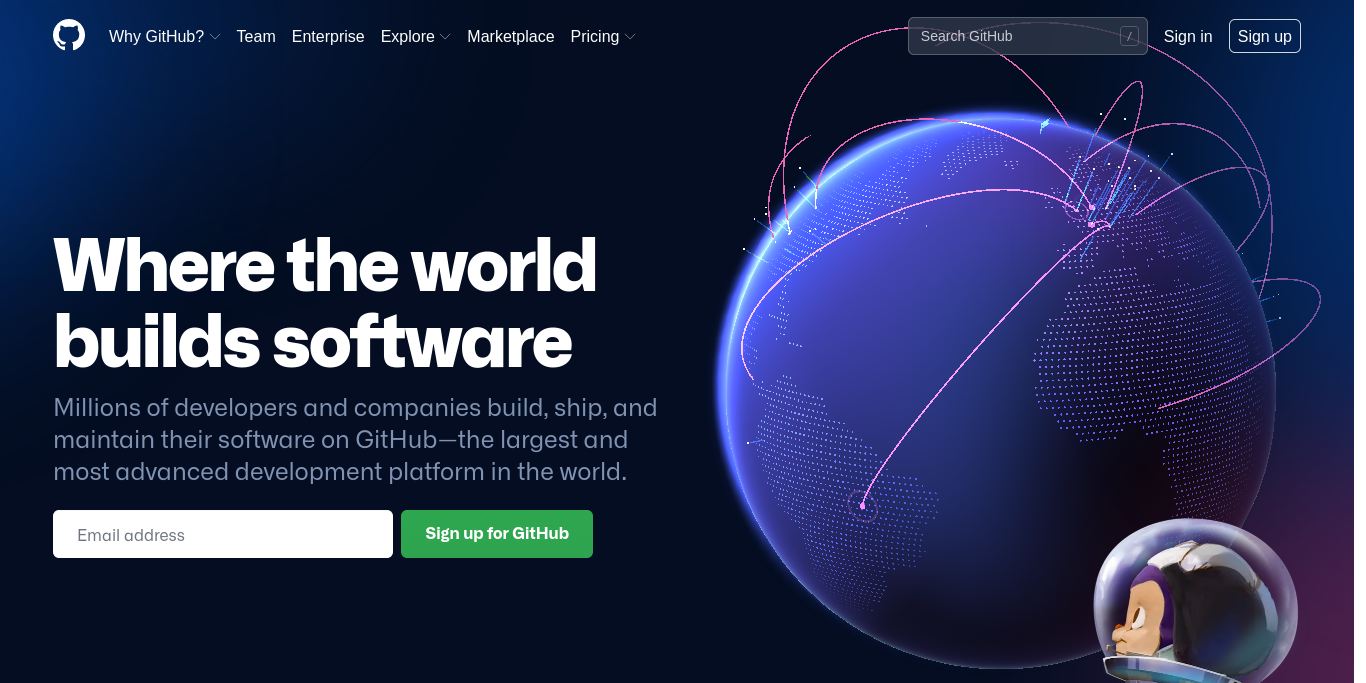 Why GitHub? Team Enterprise Explore Marketplace Pricing Search GitHub / Sign in Sign up
Where the world
builds software
Millions of developers and companies build, ship, and
maintain their software on GitHub—the largest and
most advanced development platform in the world.
Email address Sign up for GitHub